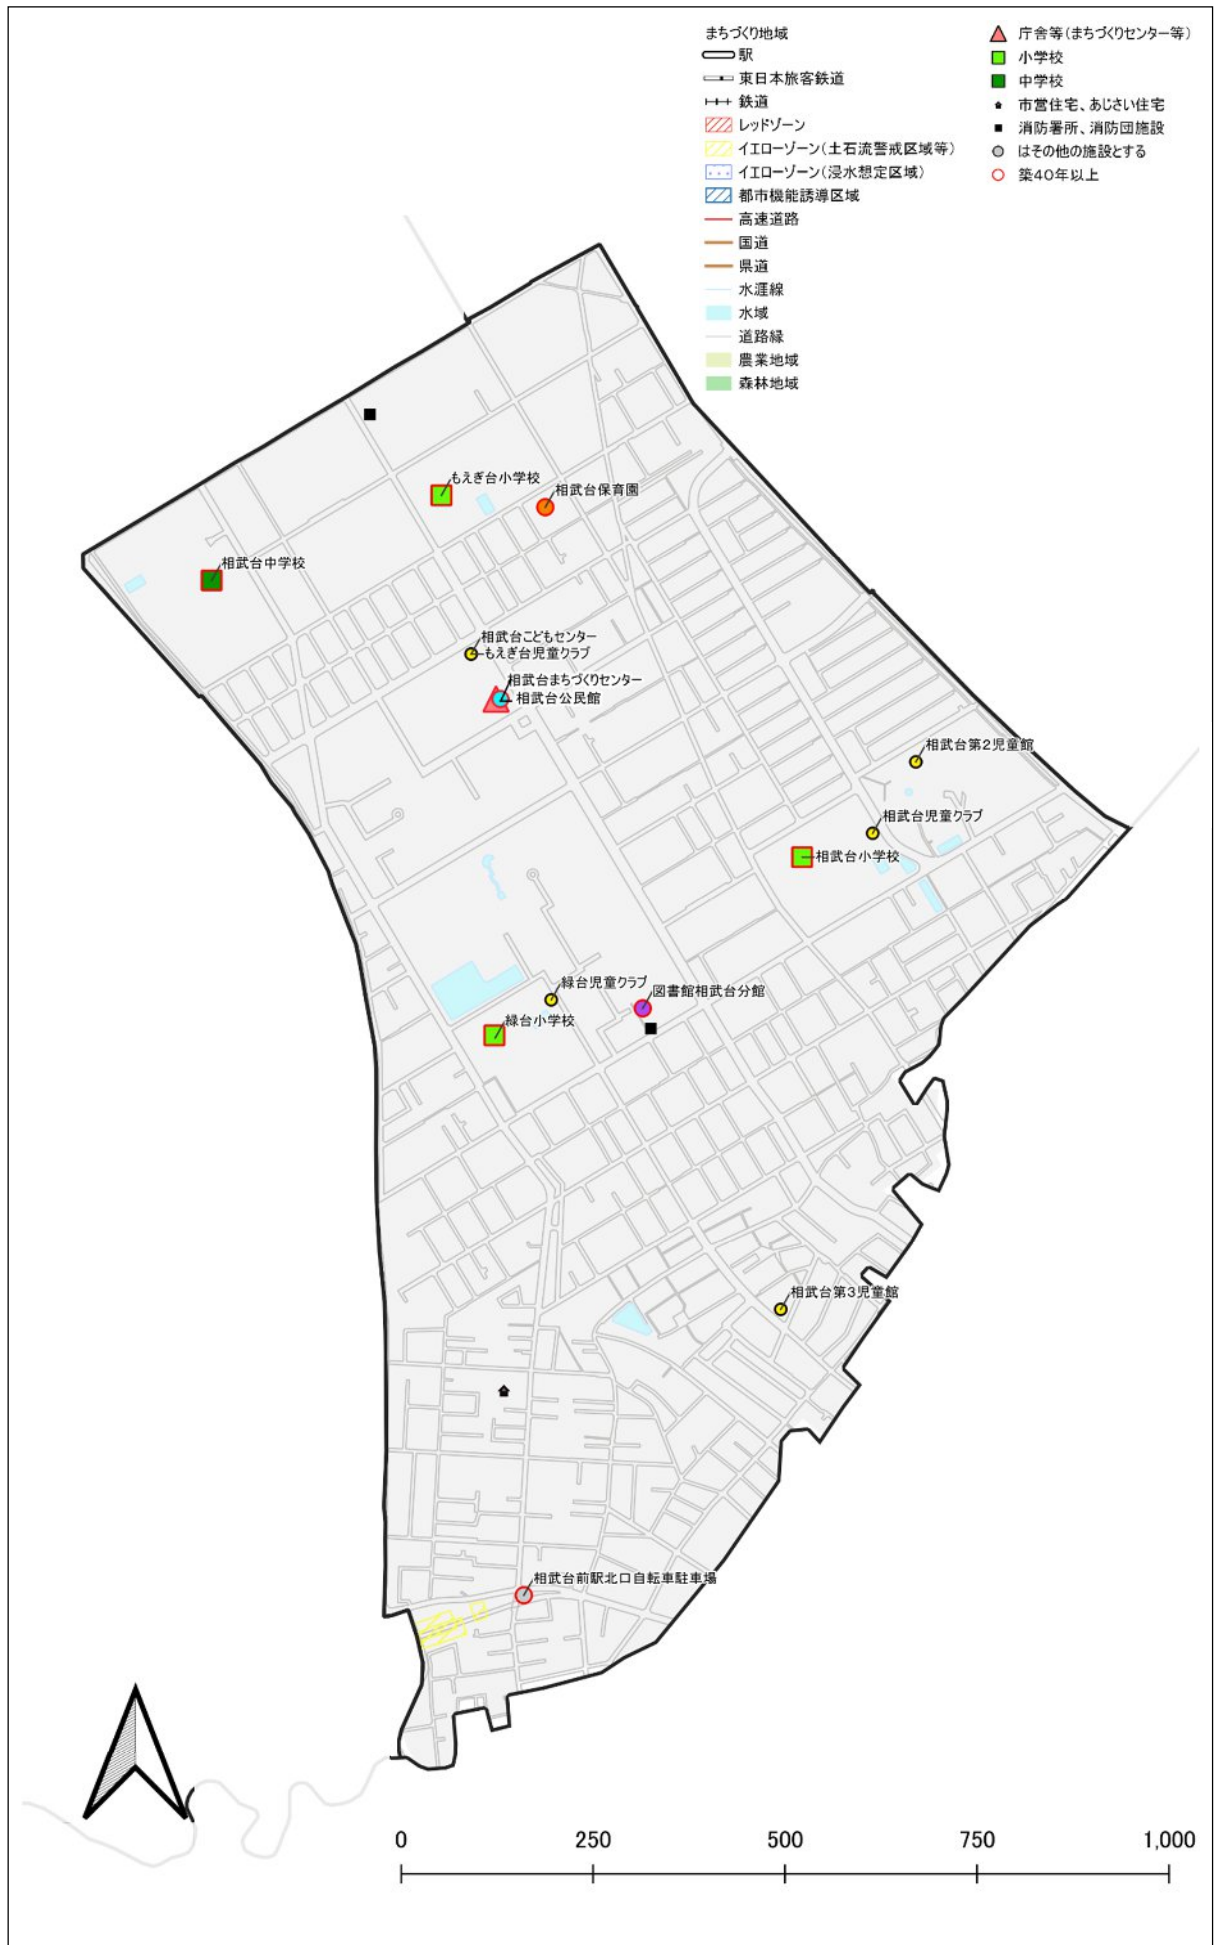 まちづくり地域
駅
東日本旅客鉄道
鉄道
レッドゾーン
イエローゾーン(土石流警戒区域等)
イエローゾーン(浸水想定区域)
都市機能誘導区域
高速道路
国道
県道
水涯線
水域
道路縁
農業地域
森林地域
庁舎等(まちづくりセンター等)
小学校
中学校
市営住宅、あじさい住宅
消防署所、消防団施設
はその他の施設とする
築40年以上
もえぎ台小学校
相武台保育園
相武台中学校
相武台こどもセンター
もえぎ台児童クラブ
相武台まちづくりセンター
相武台公民館
相武台第2児童館
相武台児童クラブ
相武台小学校
緑台児童クラブ
図書館相武台分館
緑台小学校
相武台第3児童館
相武台前駅北口自転車駐車場
0 250 500 750 1,000